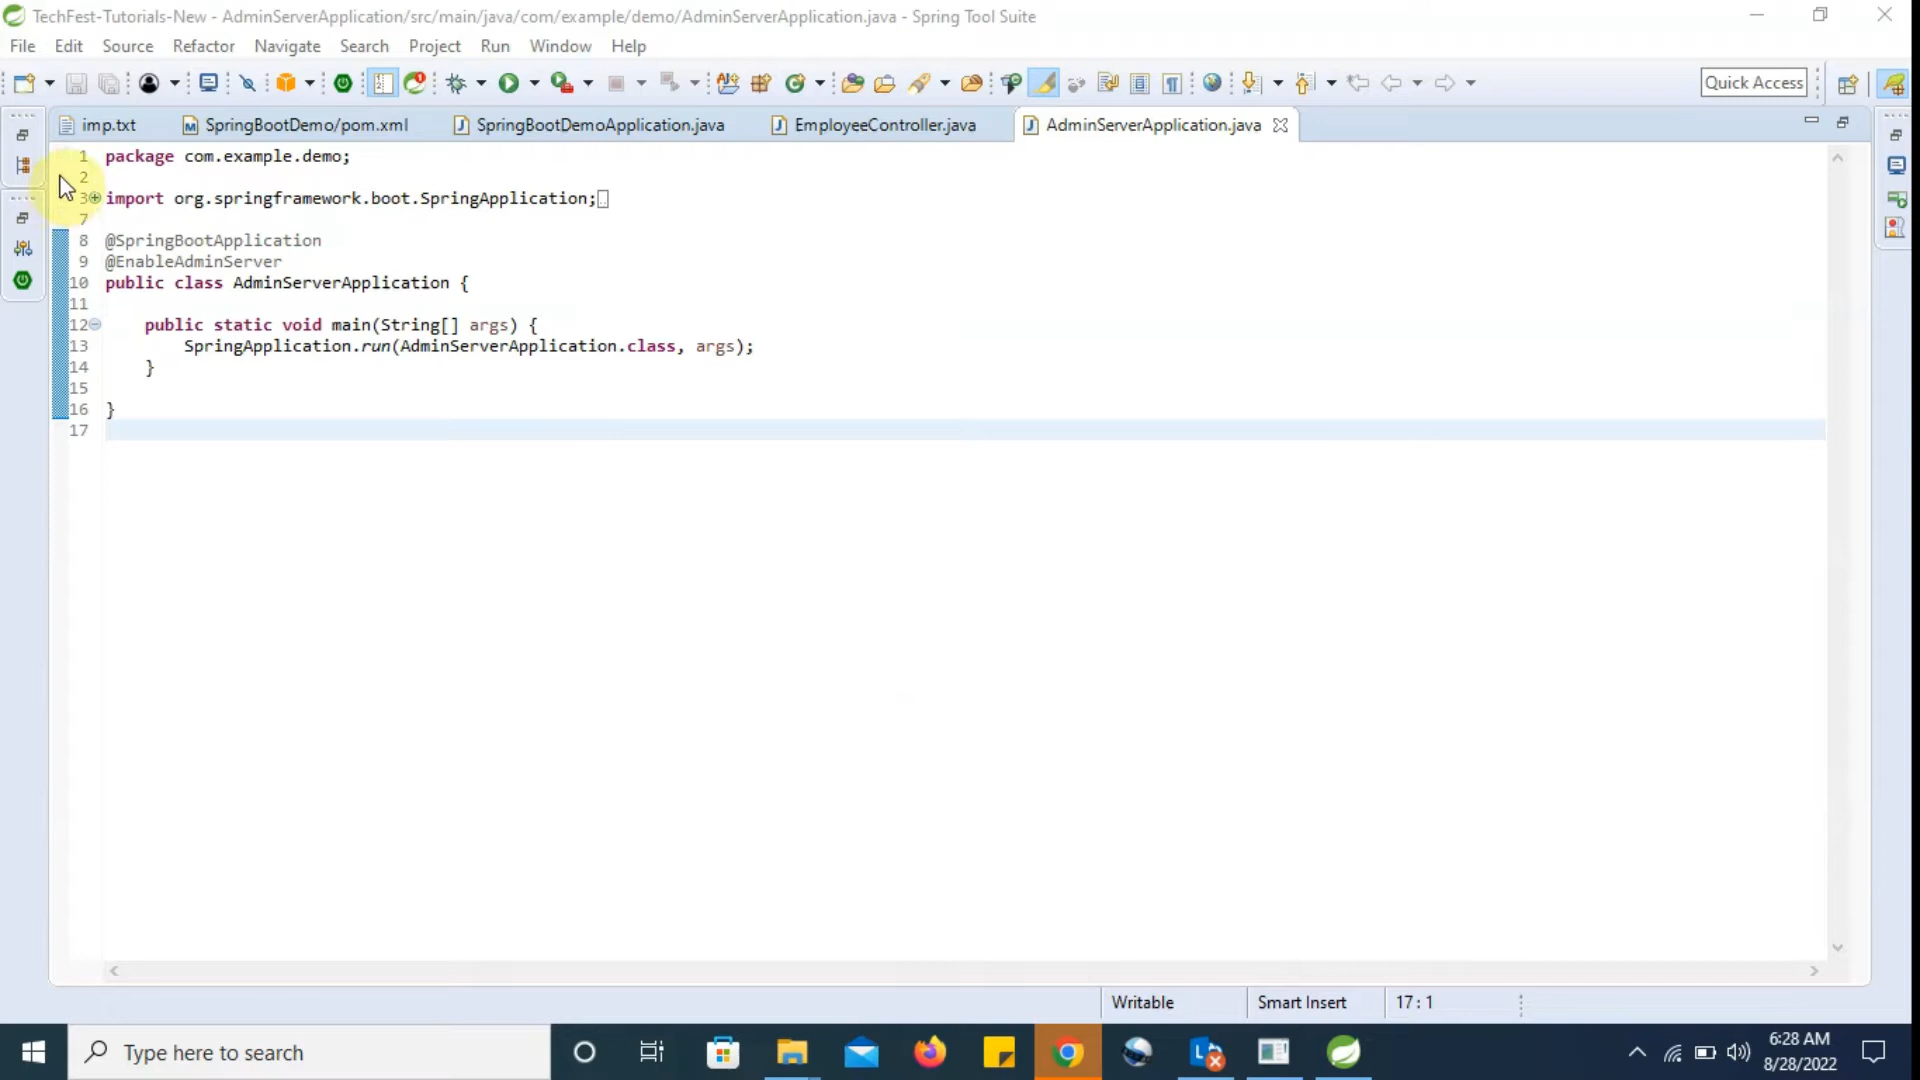 TechFest-Tutorials-New - AdminServerApplication/src/main/java/com/example/demo/AdminServerApplication.java - Spring Tool Suite
File Edit Source Refactor Navigate Search Project Run Window Help
Quick Access
imp.txt SpringBootDemo/pom.xml SpringBootDemoApplication.java EmployeeController.java AdminServerApplication.java
1 package com.example.demo;
2
3 import org.springframework.boot.SpringApplication;
7
8 @SpringBootApplication
9 @EnableAdminServer
10 public class AdminServerApplication {
11
12 public static void main(String[] args) {
13 SpringApplication.run(AdminServerApplication.class, args);
14 }
15
16 }
17
Writable Smart Insert 17 : 1
Type here to search
6:28 AM
8/28/2022